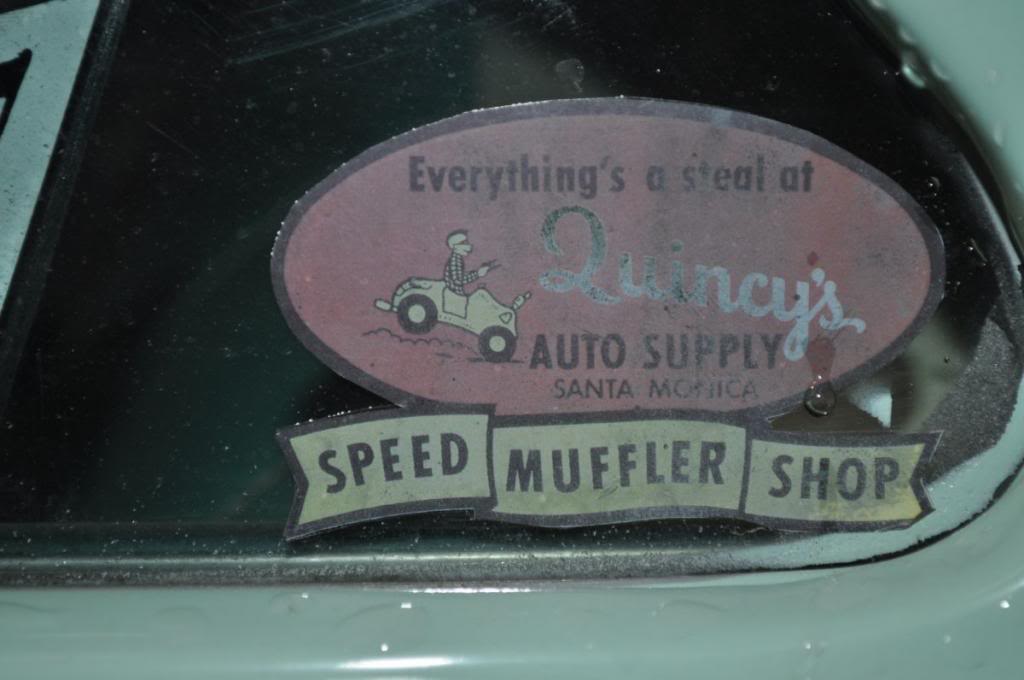 Everything's a steal at
Quincy's
AUTO SUPPLY
SANTA MONICA
SPEED MUFFLER SHOP